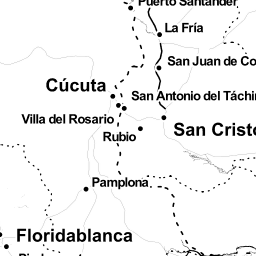 Puerto Santander
La Fría
San Juan de Co
Cúcuta
San Antonio del Táchir
Villa del Rosario
San Cristo
Rubio
Pamplona
Floridablanca